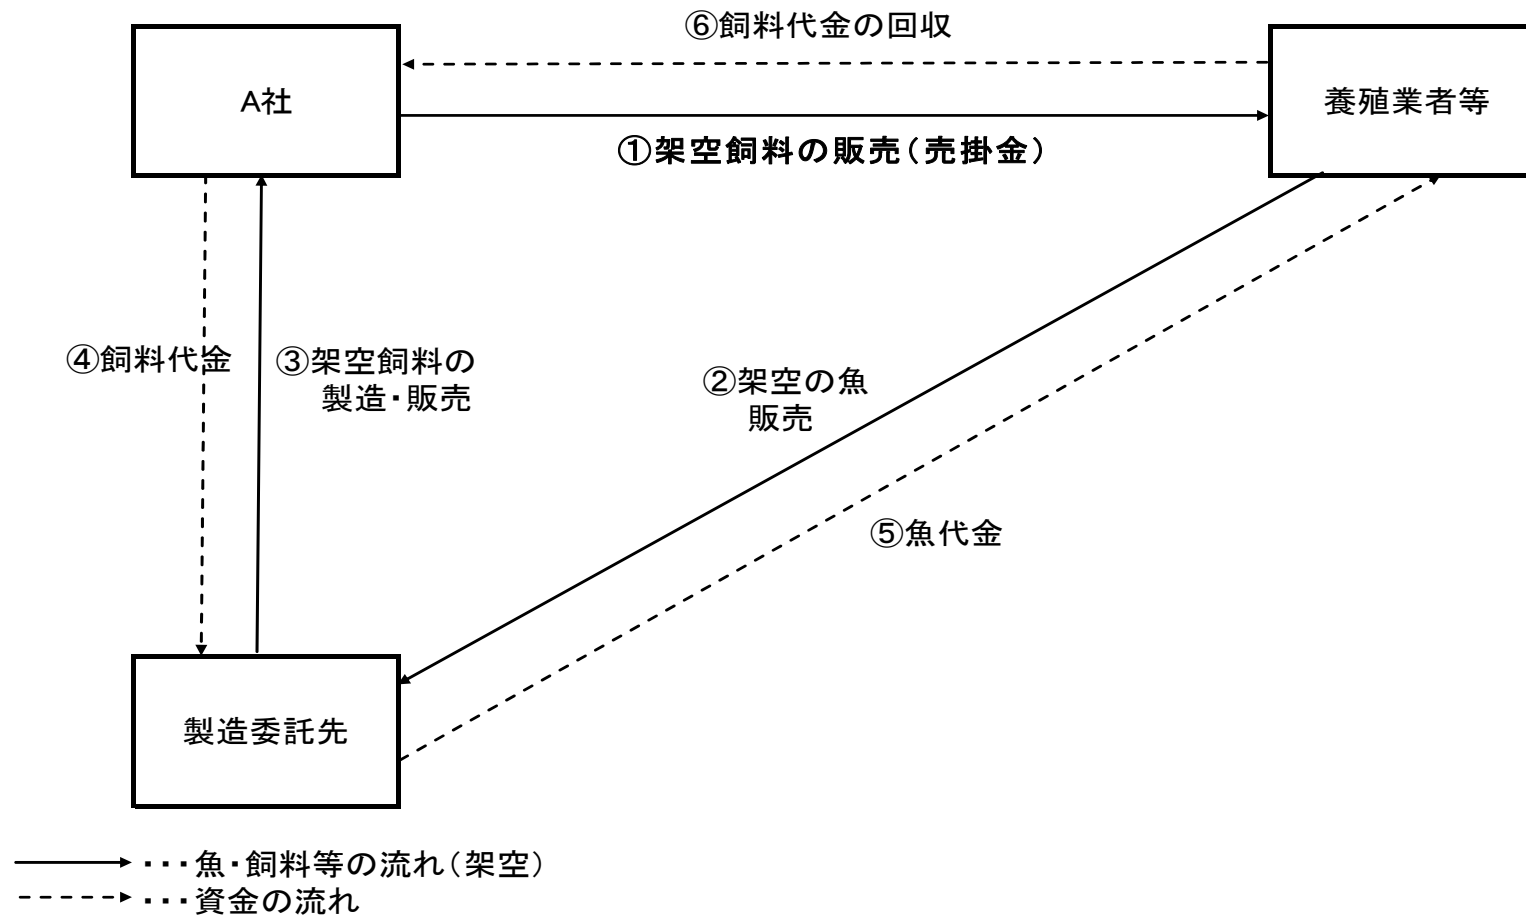 ⑥飼料代金の回収
A社
養殖業者等
①架空飼料の販売(売掛金)
④飼料代金
③架空飼料の
製造・販売
②架空の魚
販売
⑤魚代金
製造委託先
・・・魚・飼料等の流れ(架空)
・・・資金の流れ